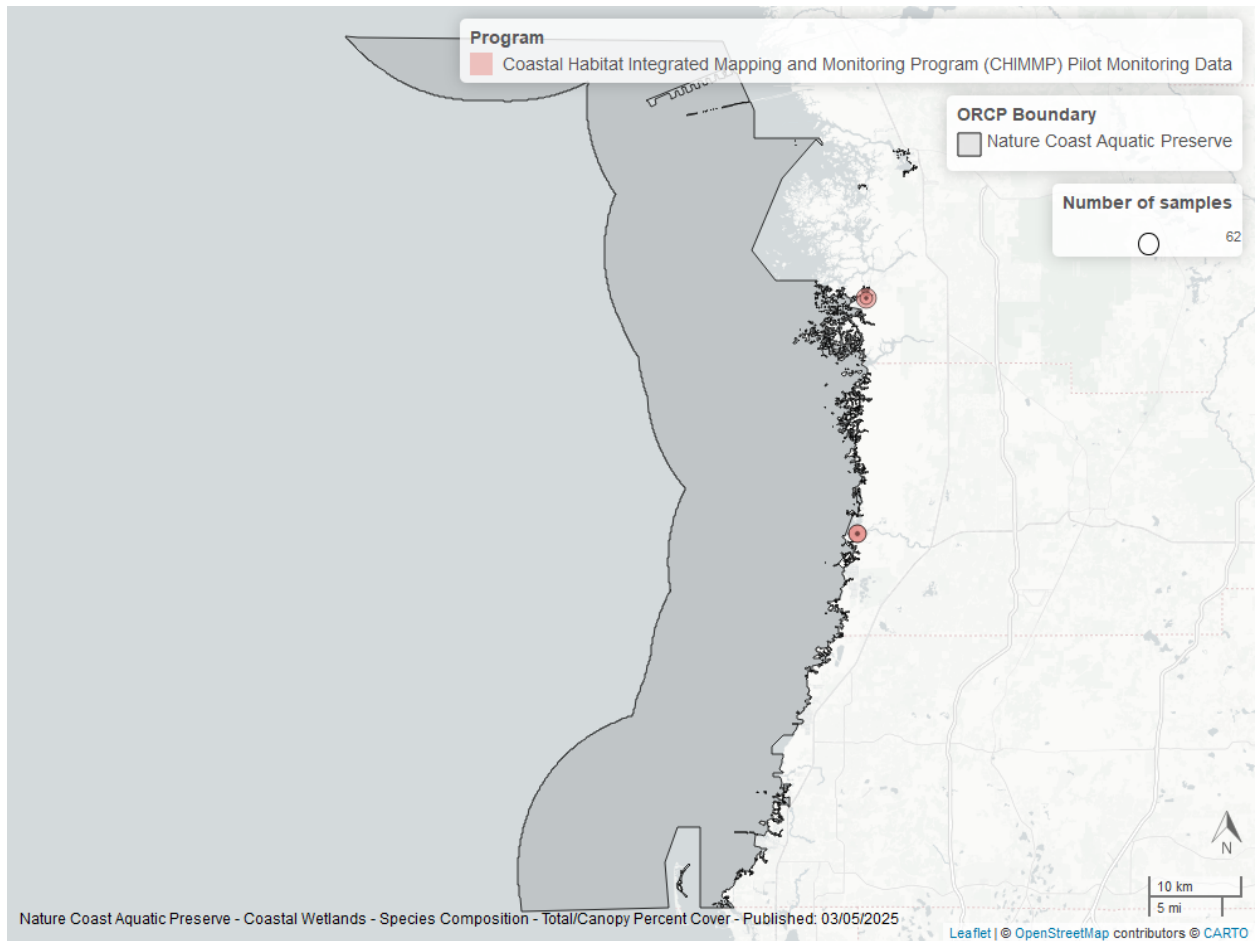 Program
Coastal Habitat Integrated Mapping and Monitoring Program (CHIMMP) Pilot Monitoring Data
ORCP Boundary
Nature Coast Aquatic Preserve
Number of samples
62
N
10 km
5 mi
Nature Coast Aquatic Preserve - Coastal Wetlands - Species Composition - Total/Canopy Percent Cover - Published: 03/05/2025
Leaflet | © OpenStreetMap contributors © CARTO